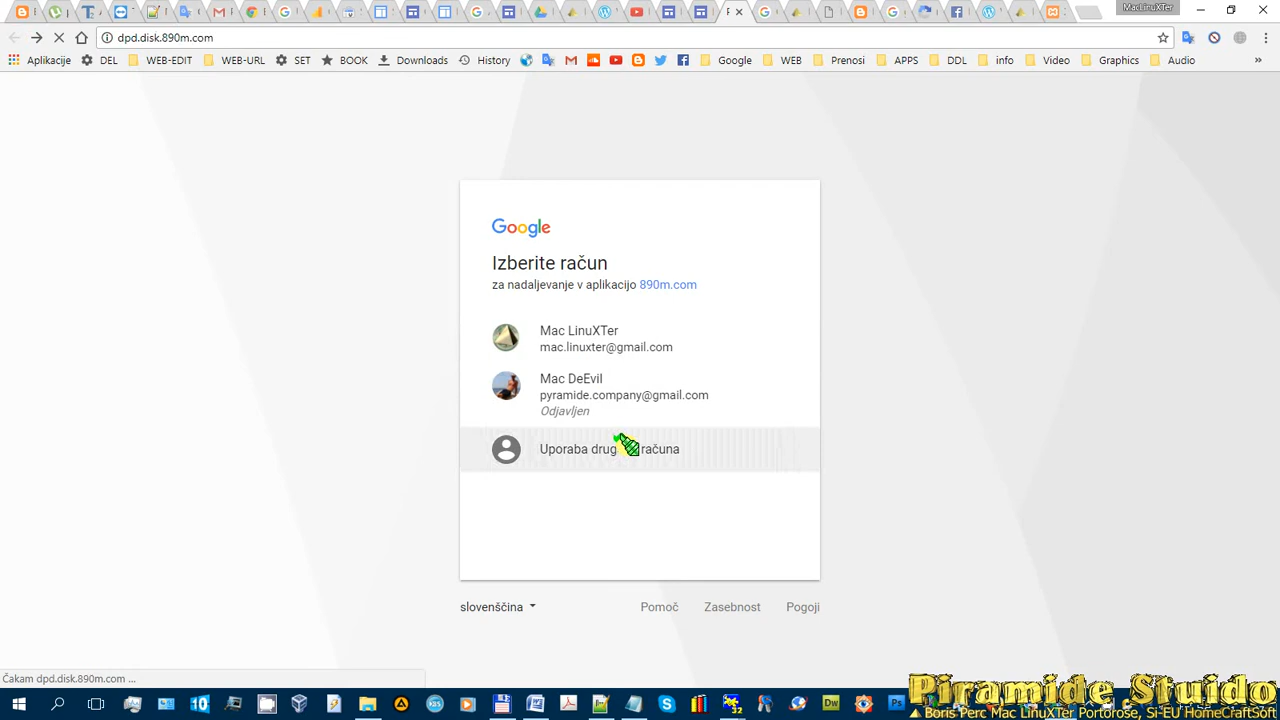 MacLinuXTer
dpd.disk.890m.com
Aplikacije DEL WEB-EDIT WEB-URL SET BOOK Downloads History Google WEB Prenosi APPS DDL info Video Graphics Audio »
Google
Izberite račun
za nadaljevanje v aplikacijo 890m.com
Mac LinuXTer
mac.linuxter@gmail.com
Mac DeEvil
pyramide.company@gmail.com
Odjavljen
Uporaba drug računa
slovenščina Pomoč Zasebnost Pogoji
Čakam dpd.disk.890m.com ...
Piramide Stuido
▲ Boris Perc Mac LinuXTer Portorose, Si-EU HomeCraftSoft